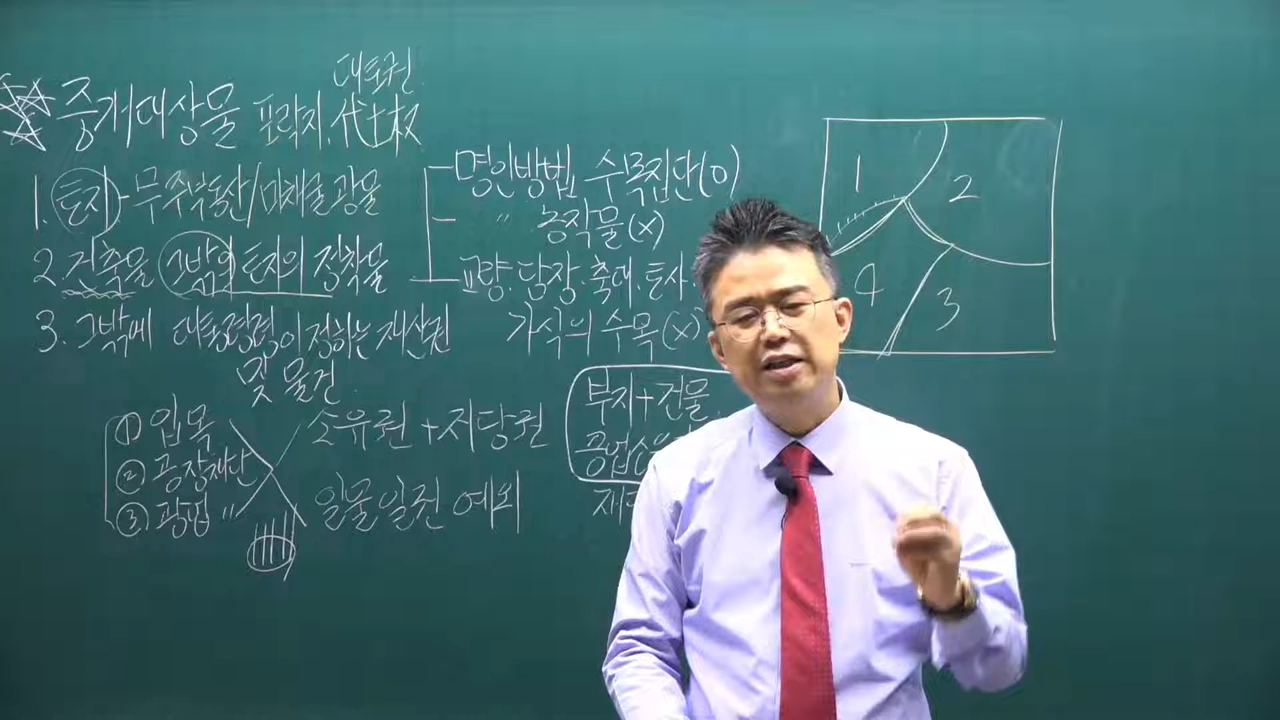 대토권
중개대상물 포락지. 代土权
1. 토지 - 무주부동산/미채굴광물
2. 건축물 그밖의 토지의 정착물
3. 그밖에 대통령령이 정하는 재산권
및 물건
① 입목
② 공장재단
③ 광업 〃
소유권 + 저당권
일물일권 예외
명인방법 수목집단(O)
〃 농작물(X)
교량. 담장. 축대. 토사
가식의 수목(X)
부지+건물
공업소유
1
2
4
3